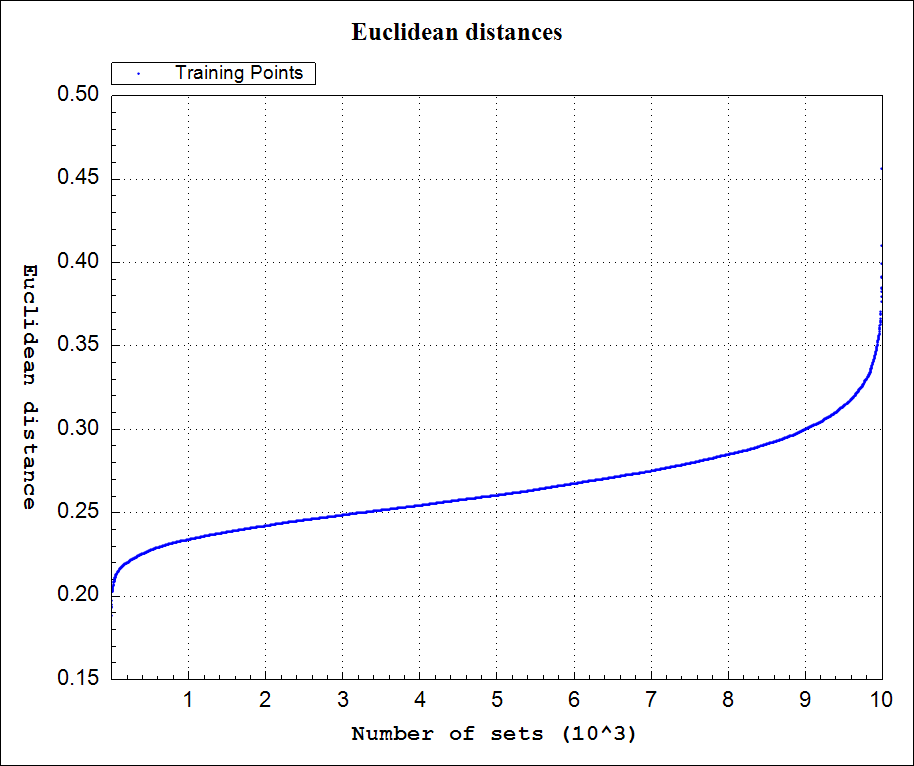 Euclidean distances
Training Points
0.50
0.45
0.40
0.35
0.30
0.25
0.20
0.15
Euclidean distance
1 2 3 4 5 6 7 8 9 10
Number of sets (10^3)